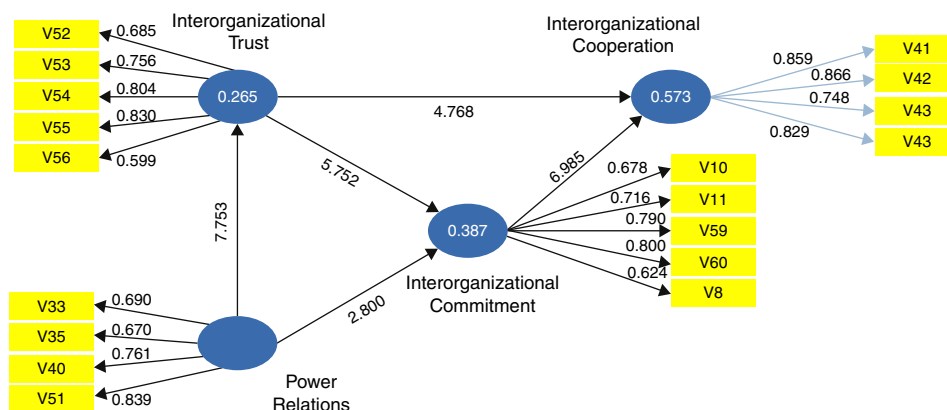 Interorganizational
Trust
Interorganizational
Cooperation
V52
0.685
V53
0.756
V54
0.804
V55
0.830
V56
0.599
0.265
4.768
0.573
0.859
V41
0.866
V42
0.748
V43
0.829
V43
5.752
6.985
7.753
0.387
2.800
0.678
V10
0.716
V11
0.790
V59
0.800
V60
0.624
V8
Interorganizational
Commitment
V33
0.690
V35
0.670
V40
0.761
V51
0.839
Power
Relations